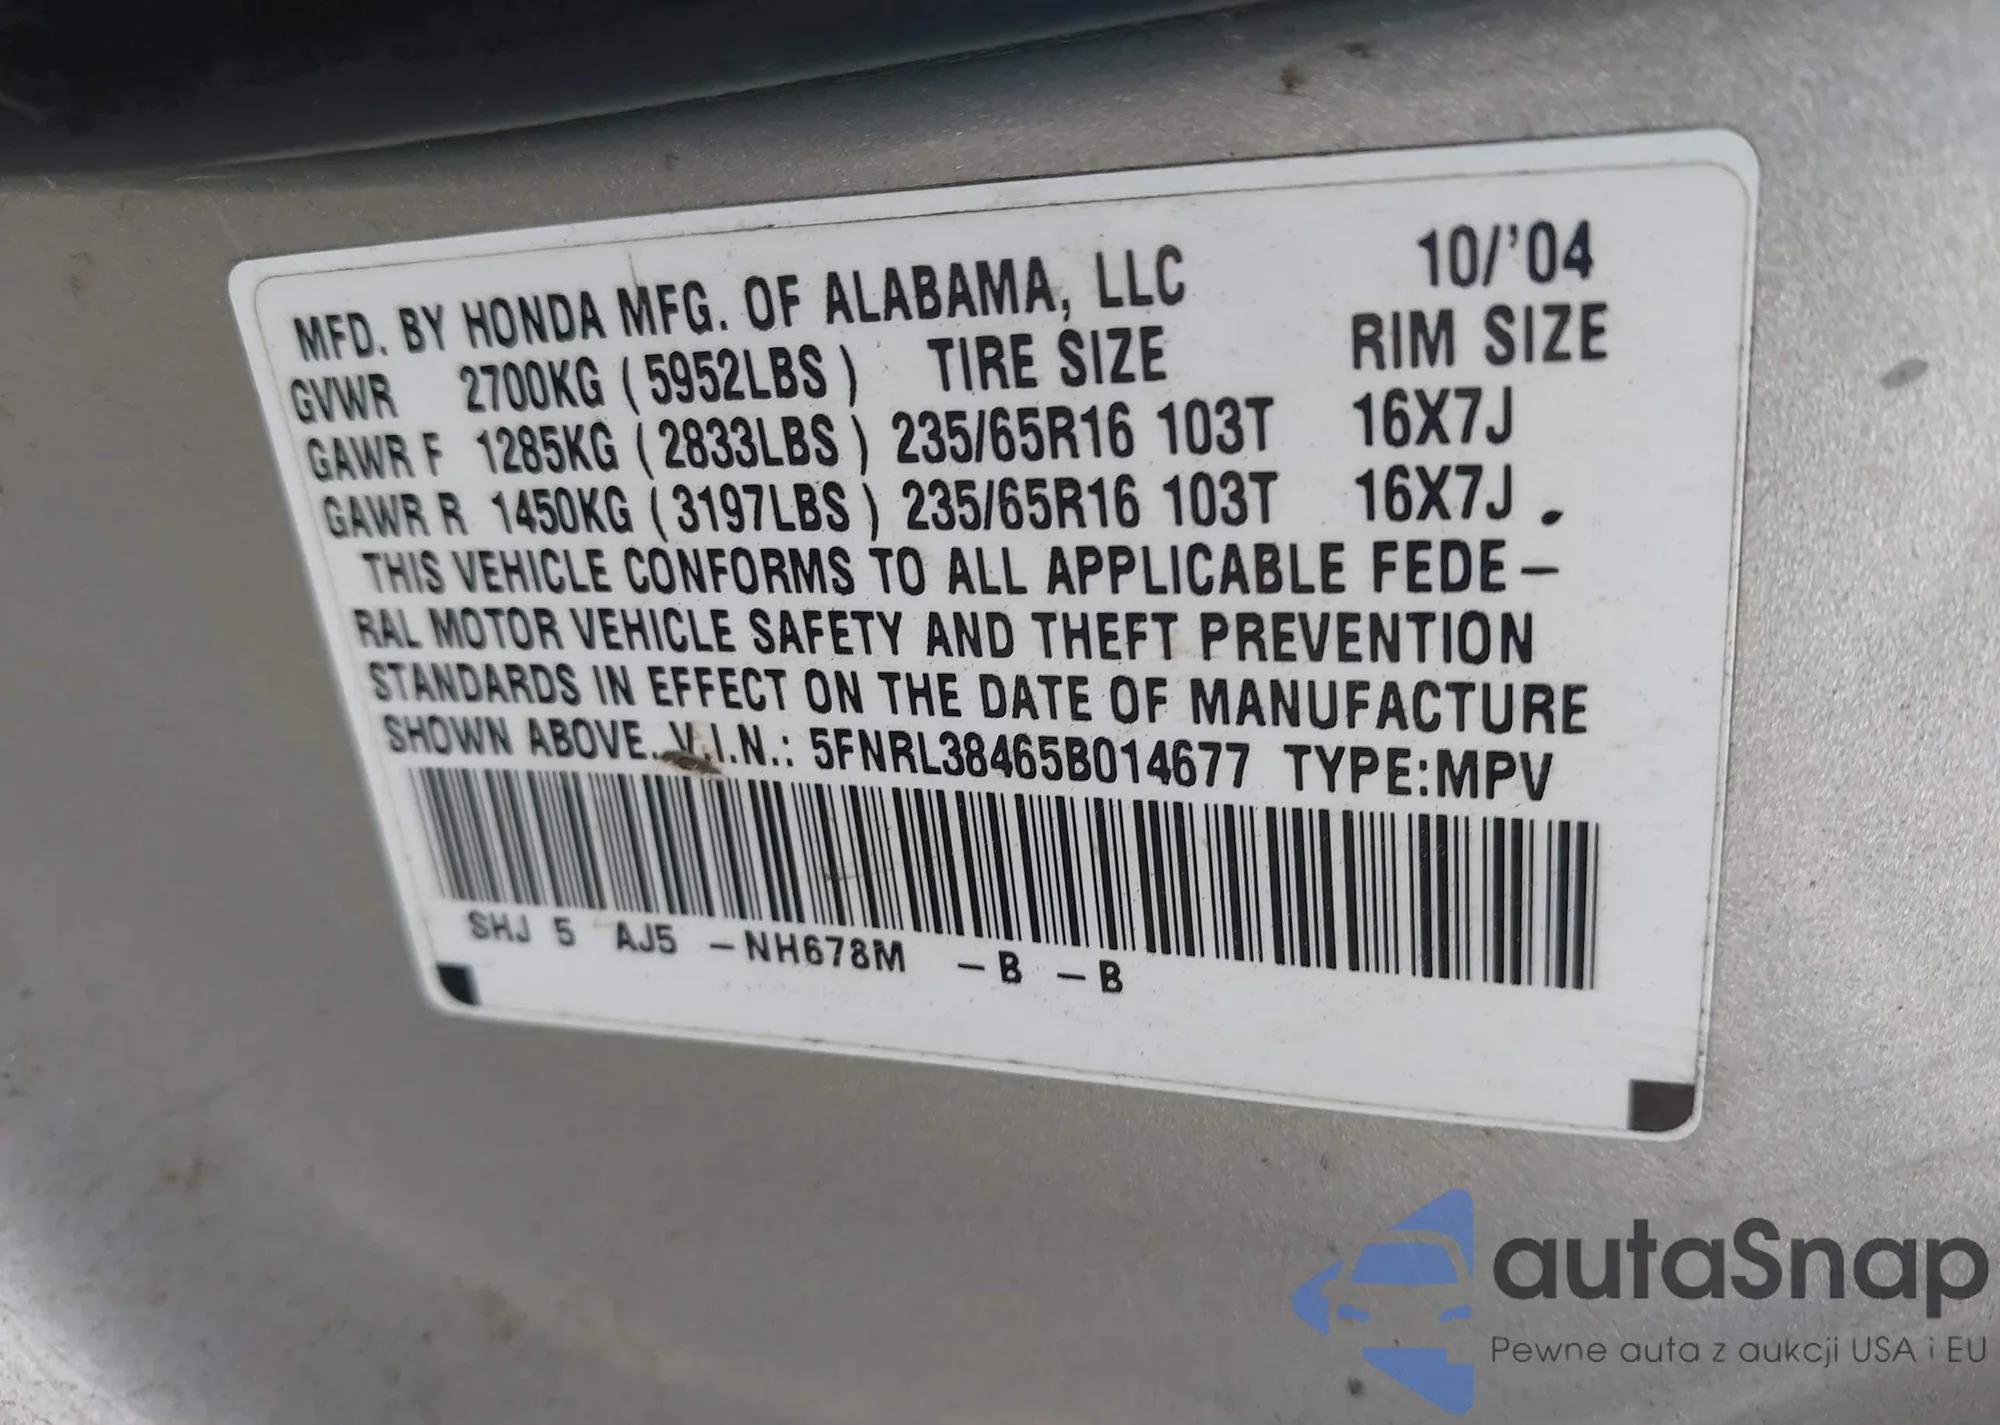 MFD. BY HONDA MFG. OF ALABAMA, LLC 10/'04
GVWR 2700KG (5952LBS) TIRE SIZE RIM SIZE
GAWR F 1285KG (2833LBS) 235/65R16 103T 16X7J
GAWR R 1450KG (3197LBS) 235/65R16 103T 16X7J
THIS VEHICLE CONFORMS TO ALL APPLICABLE FEDE-
RAL MOTOR VEHICLE SAFETY AND THEFT PREVENTION
STANDARDS IN EFFECT ON THE DATE OF MANUFACTURE
SHOWN ABOVE. V.I.N.: 5FNRL38465B014677 TYPE:MPV
SHJ 5 AJ5 -NH678M -B -B
autaSnap
Pewne auta z aukcji USA i EU